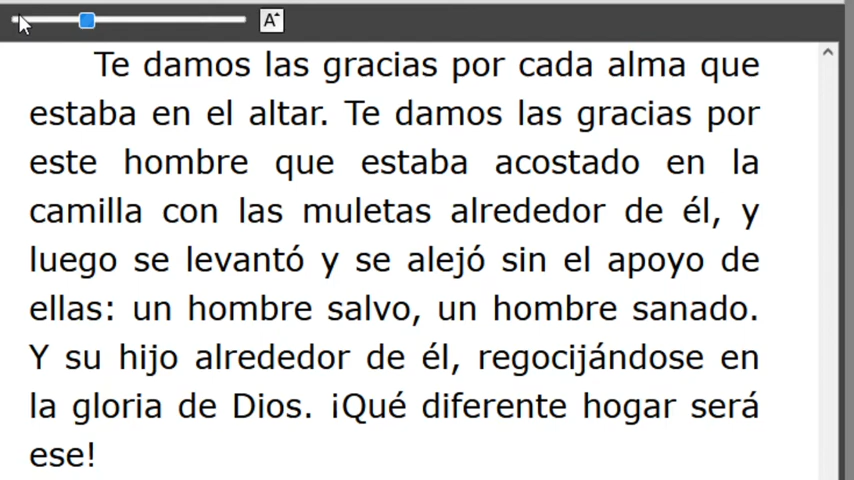 A
Te damos las gracias por cada alma que
estaba en el altar. Te damos las gracias por
este hombre que estaba acostado en la
camilla con las muletas alrededor de él, y
luego se levantó y se alejó sin el apoyo de
ellas: un hombre salvo, un hombre sanado.
Y su hijo alrededor de él, regocijándose en
la gloria de Dios. ¡Qué diferente hogar será
ese!